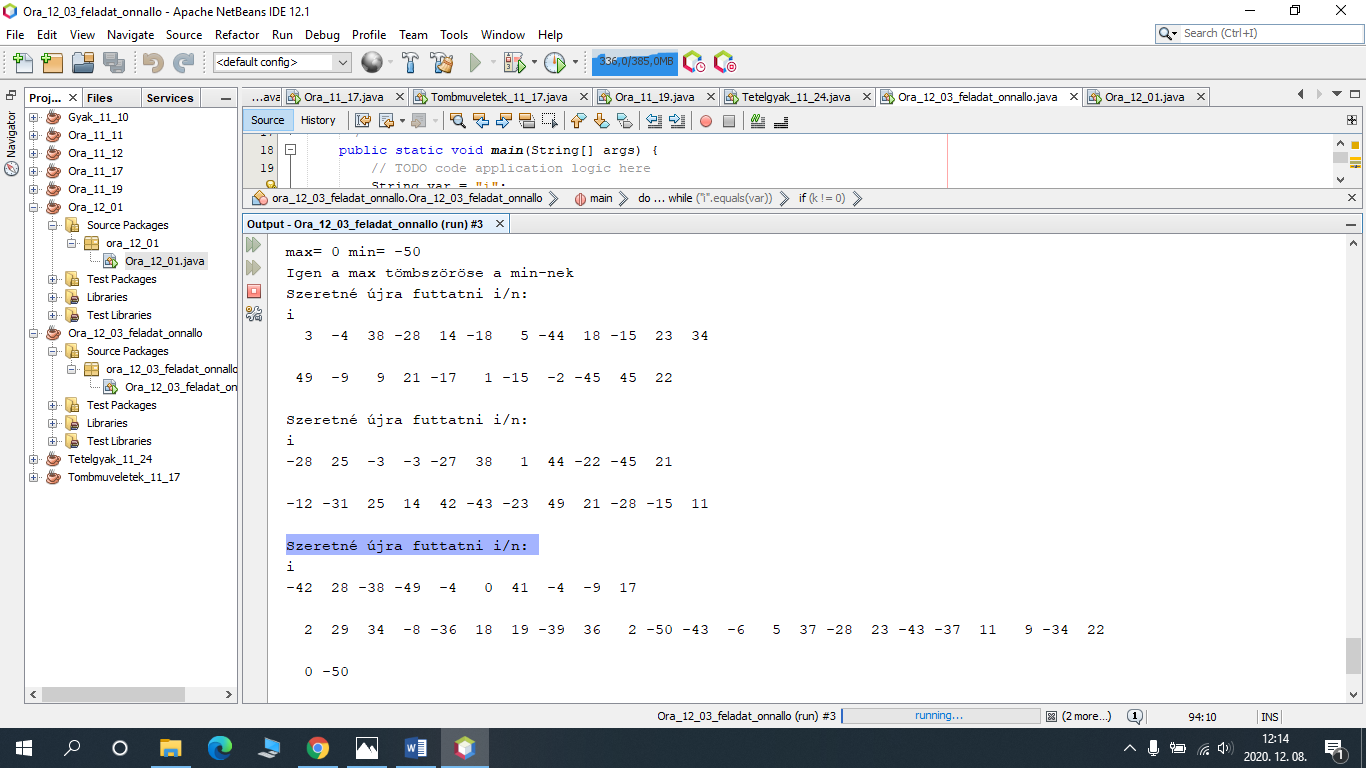 Ora_12_03_feladat_onnallo - Apache NetBeans IDE 12.1
File Edit View Navigate Source Refactor Run Debug Profile Team Tools Window Help
Search (Ctrl+I)
<default config>
336,0/385,0MB
Proj... Files Services
...ava Ora_11_17.java Tombmuveletek_11_17.java Ora_11_19.java Tetelgyak_11_24.java Ora_12_03_feladat_onnallo.java Ora_12_01.java
Navigator
Source History
Gyak_11_10
Ora_11_11
Ora_11_12
Ora_11_17
Ora_11_19
Ora_12_01
Source Packages
ora_12_01
Ora_12_01.java
Test Packages
Libraries
Test Libraries
Ora_12_03_feladat_onnallo
Source Packages
ora_12_03_feladat_onnallo
Ora_12_03_feladat_on
Test Packages
Libraries
Test Libraries
Tetelgyak_11_24
Tombmuveletek_11_17
18 public static void main(String[] args) {
19 // TODO code application logic here
String var = "i";
ora_12_03_feladat_onnallo.Ora_12_03_feladat_onnallo main do ... while ("i".equals(var)) if (k != 0)
Output - Ora_12_03_feladat_onnallo (run) #3
max= 0 min= -50
Igen a max tömbszöröse a min-nek
Szeretné újra futtatni i/n:
i
3 -4 38 -28 14 -18 5 -44 18 -15 23 34
49 -9 9 21 -17 1 -15 -2 -45 45 22
Szeretné újra futtatni i/n:
i
-28 25 -3 -3 -27 38 1 44 -22 -45 21
-12 -31 25 14 42 -43 -23 49 21 -28 -15 11
Szeretné újra futtatni i/n:
i
-42 28 -38 -49 -4 0 41 -4 -9 17
2 29 34 -8 -36 18 19 -39 36 2 -50 -43 -6 5 37 -28 23 -43 -37 11 9 -34 22
0 -50
Ora_12_03_feladat_onnallo (run) #3 running... (2 more...) 1 94:10 INS
12:14
2020. 12. 08.
1